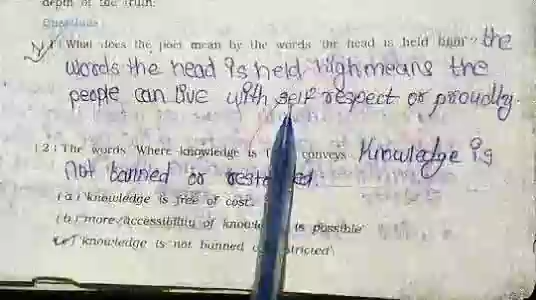 depth of the truth.
Questions
1) What does the poet mean by the words the head is held high? the
words the head is held high means the
people can live with self respect or proudly.
(2) The words Where knowledge is conveys Knowledge is
not banned or
(a) knowledge is free of cost.
(b) more accessibility of is possible
knowledge is not banned